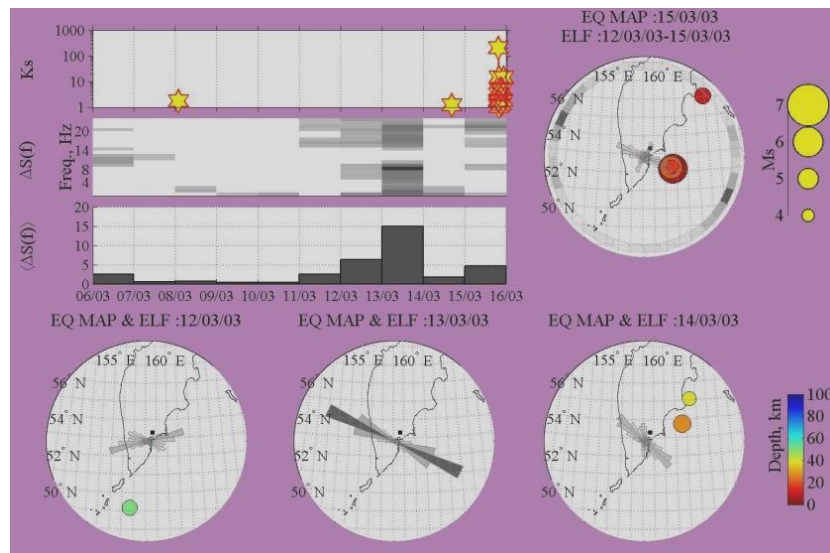 EQ MAP :15/03/03
ELF :12/03/03-15/03/03
1000
100
10
1
Ks
20
14
8
4
Freq., Hz
ΔS(f)
20
15
10
5
0
⟨ΔS(f)⟩
06/03 07/03 08/03 09/03 10/03 11/03 12/03 13/03 14/03 15/03 16/03
155° E 160° E
56° N
54° N
52° N
50° N
7
6
5
4
Ms
EQ MAP & ELF :12/03/03
155° E 160° E
56° N
54° N
52° N
50° N
EQ MAP & ELF :13/03/03
155° E 160° E
56° N
54° N
52° N
50° N
EQ MAP & ELF :14/03/03
155° E 160° E
56° N
54° N
52° N
50° N
100
80
60
40
20
0
Depth, km